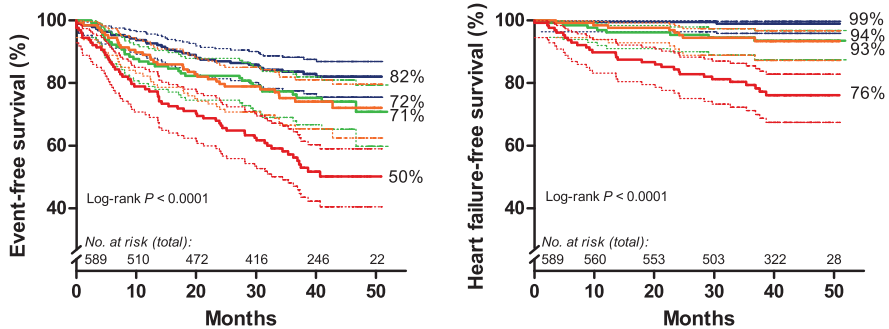 Event-free survival (%)
100
80
60
40
82%
72%
71%
50%
Log-rank P < 0.0001
No. at risk (total):
589 510 472 416 246 22
0 10 20 30 40 50
Months
Heart failure-free survival (%)
100
80
60
40
99%
94%
93%
76%
Log-rank P < 0.0001
No. at risk (total):
589 560 553 503 322 28
0 10 20 30 40 50
Months